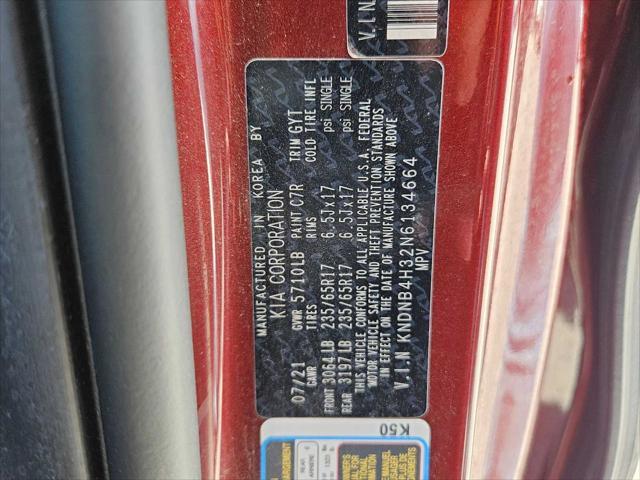 V.I.N
MANUFACTURED IN KOREA BY
KIA CORPORATION
07/21 GVWR 5710LB PAINT C7R TRIM GYT
GAWR TIRES RIMS COLD TIRE INFL
FRONT 3064LB 235/65R17 6.5JX17 psi SINGLE
REAR 3197LB 235/65R17 6.5JX17 psi SINGLE
THIS VEHICLE CONFORMS TO ALL APPLICABLE U.S.A. FEDERAL
MOTOR VEHICLE SAFETY AND THEFT PREVENTION STANDARDS
IN EFFECT ON THE DATE OF MANUFACTURE SHOWN ABOVE
V.I.N KNDNB4H32N6134664
MPV
K50
REAR
ARRIÈRE